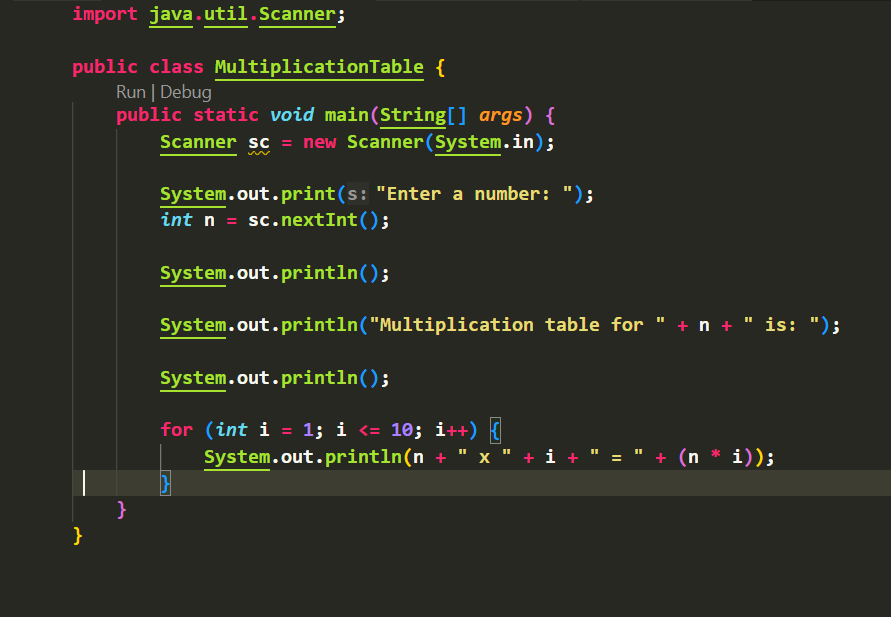 import java.util.Scanner;
public class MultiplicationTable {
Run | Debug
public static void main(String[] args) {
Scanner sc = new Scanner(System.in);
System.out.print(s: "Enter a number: ");
int n = sc.nextInt();
System.out.println();
System.out.println("Multiplication table for " + n + " is: ");
System.out.println();
for (int i = 1; i <= 10; i++) {
System.out.println(n + " x " + i + " = " + (n * i));
}
}
}